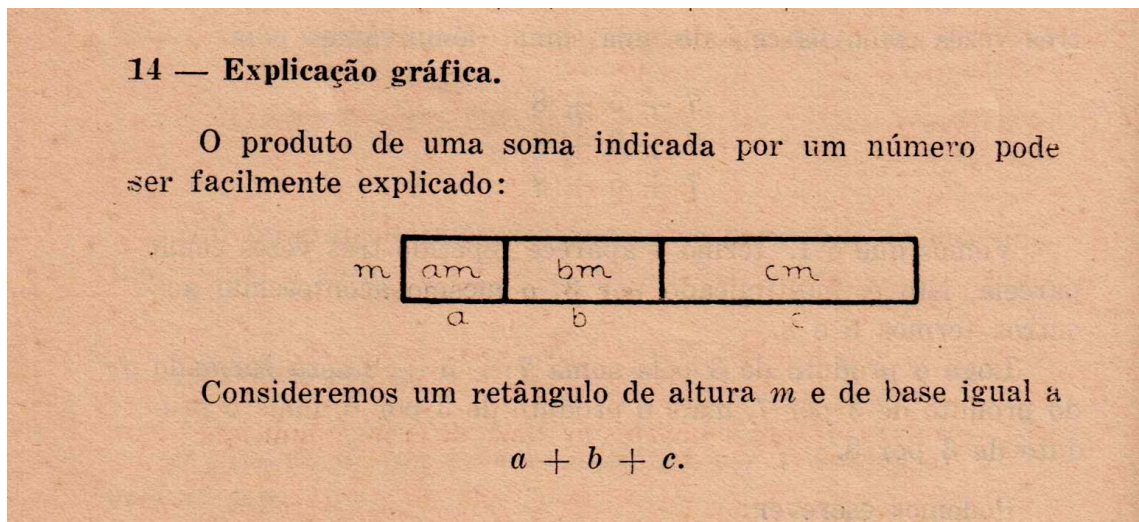 14 — Explicação gráfica.
O produto de uma soma indicada por um número pode
ser facilmente explicado:
m am bm cm
a b c
Consideremos um retângulo de altura m e de base igual a
a + b + c.